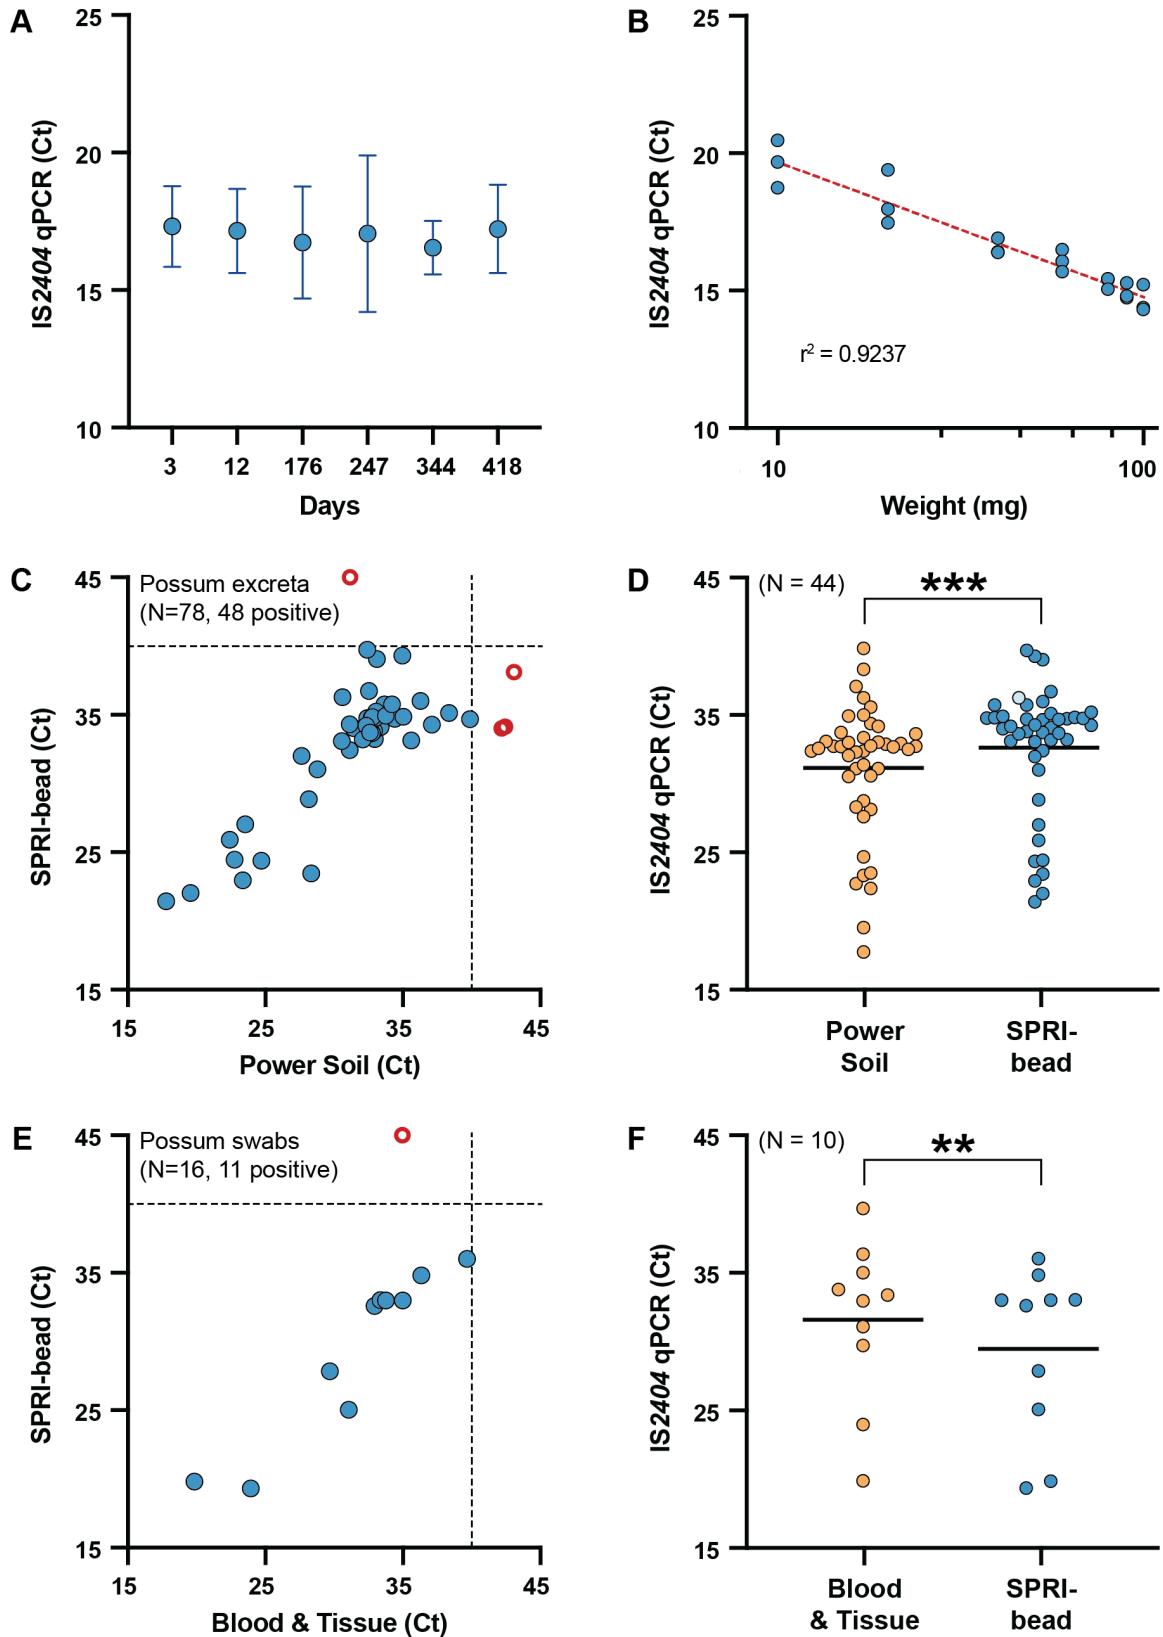 A
25
20
15
10
IS2404 qPCR (Ct)
3 12 176 247 344 418
Days
B
25
20
15
10
IS2404 qPCR (Ct)
r² = 0.9237
10 100
Weight (mg)
C
Possum excreta
(N=78, 48 positive)
45
35
25
15
SPRI-bead (Ct)
15 25 35 45
Power Soil (Ct)
D
(N = 44)
***
45
35
25
15
IS2404 qPCR (Ct)
Power
Soil
SPRI-
bead
E
Possum swabs
(N=16, 11 positive)
45
35
25
15
SPRI-bead (Ct)
15 25 35 45
Blood & Tissue (Ct)
F
(N = 10)
**
45
35
25
15
IS2404 qPCR (Ct)
Blood
& Tissue
SPRI-
bead